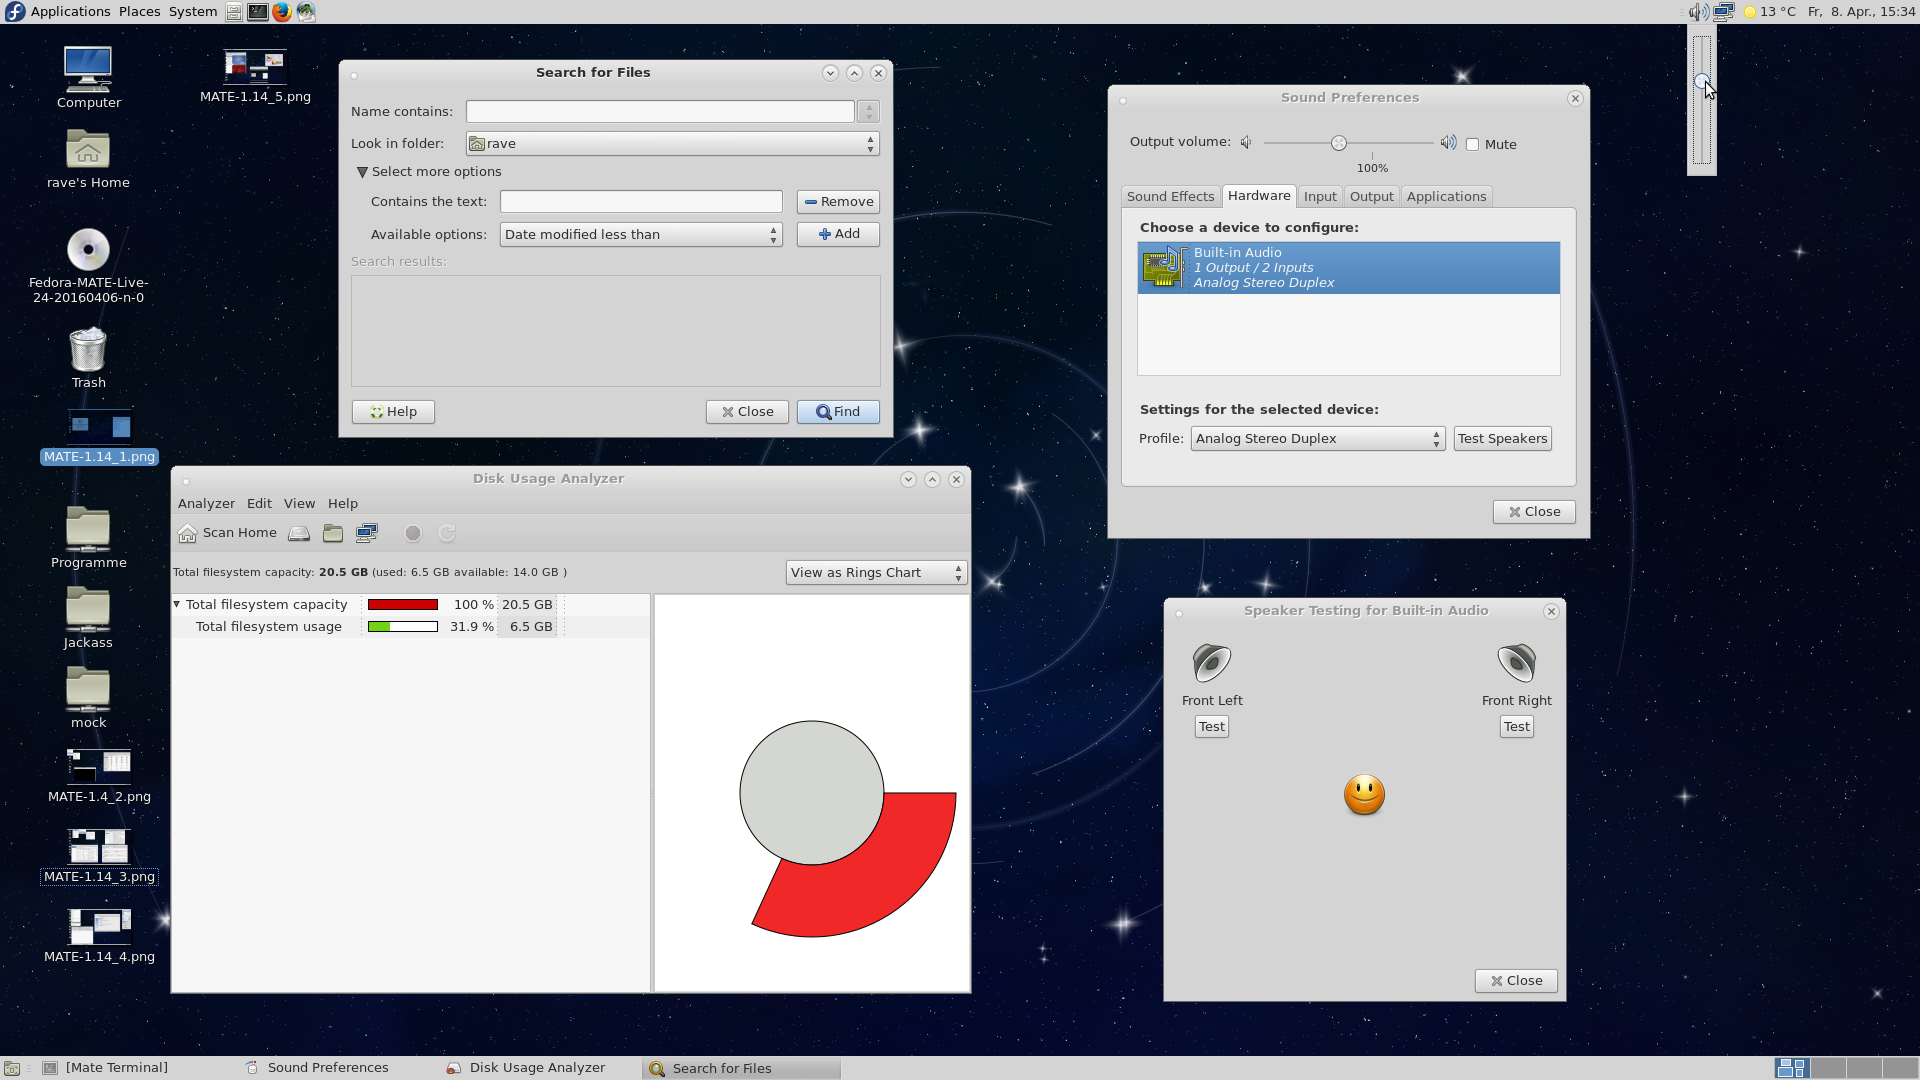 Applications Places System
13 °C Fr, 8. Apr., 15:34
Computer
MATE-1.14_5.png
rave's Home
Fedora-MATE-Live-
24-20160406-n-0
Trash
MATE-1.14_1.png
Programme
Jackass
mock
MATE-1.4_2.png
MATE-1.14_3.png
MATE-1.14_4.png
Search for Files
Name contains:
Look in folder: rave
Select more options
Contains the text: Remove
Available options: Date modified less than Add
Search results:
Help Close Find
Disk Usage Analyzer
Analyzer Edit View Help
Scan Home
Total filesystem capacity: 20.5 GB (used: 6.5 GB available: 14.0 GB )
View as Rings Chart
Total filesystem capacity 100 % 20.5 GB
Total filesystem usage 31.9 % 6.5 GB
Sound Preferences
Output volume: Mute
100%
Sound Effects Hardware Input Output Applications
Choose a device to configure:
Built-in Audio
1 Output / 2 Inputs
Analog Stereo Duplex
Settings for the selected device:
Profile: Analog Stereo Duplex Test Speakers
Close
Speaker Testing for Built-in Audio
Front Left Front Right
Test Test
Close
[Mate Terminal] Sound Preferences Disk Usage Analyzer Search for Files